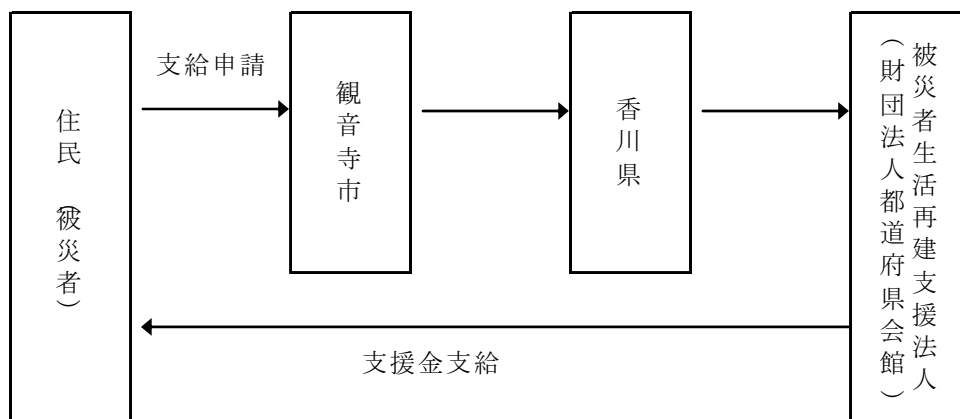 住民（被災者）
支給申請
観音寺市
香川県
被災者生活再建支援法人
（財団法人都道府県会館）
支援金支給